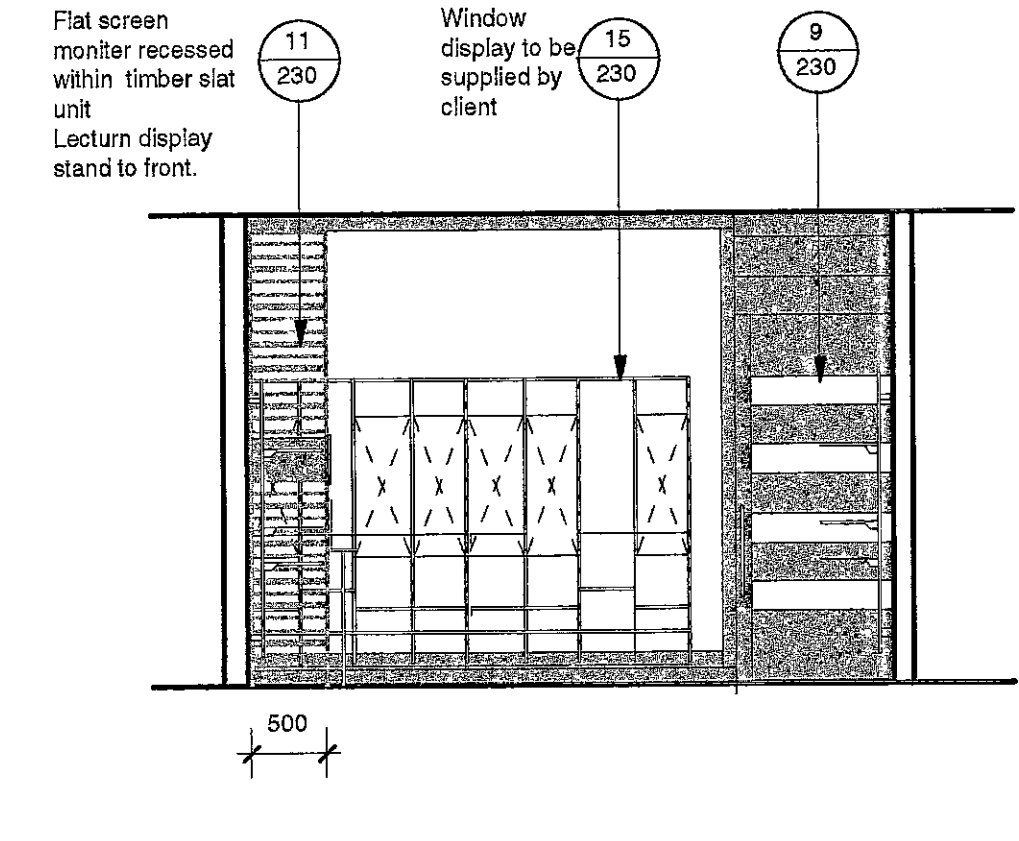 Flat screen
moniter recessed
within timber slat
unit
Lecturn display
stand to front.
11
230
Window
display to be
supplied by
client
15
230
9
230
500